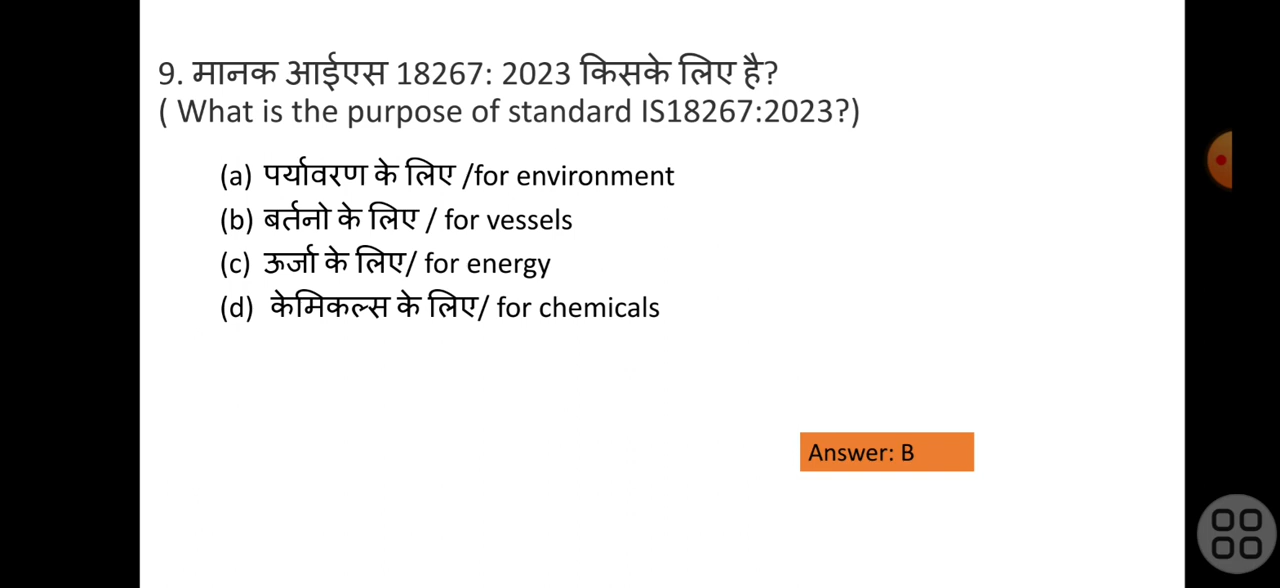 9. मानक आईएस 18267: 2023 किसके लिए है?
( What is the purpose of standard IS18267:2023?)
(a) पर्यावरण के लिए /for environment
(b) बर्तनो के लिए / for vessels
(c) ऊर्जा के लिए/ for energy
(d) केमिकल्स के लिए/ for chemicals
Answer: B